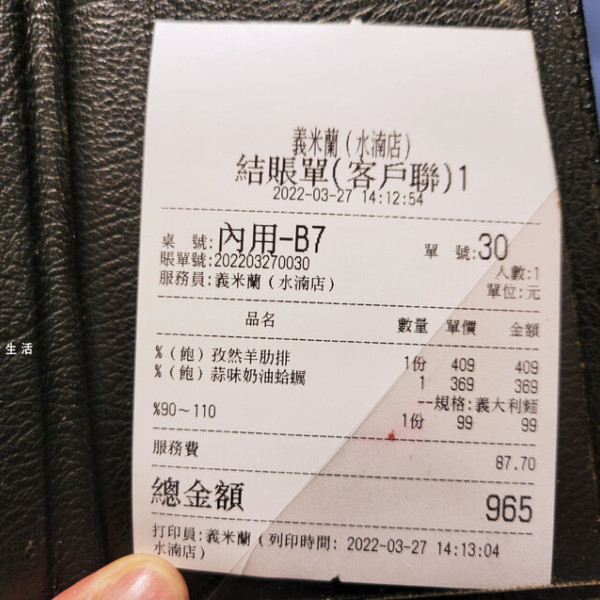 義米蘭(水湳店)
結賬單(客戶聯)1
2022-03-27 14:12:54
桌 號:內用-B7 單 號:30
賬單號:202203270030 人數:1
服務員:義米蘭(水湳店) 單位:元
品名 數量 單價 金額
%(飽)孜然羊肋排 1份 409 409
%(飽)蒜味奶油蛤蠣 1 369 369
--規格:義大利麵
%90~110 1份 99 99
服務費 87.70
總金額 965
打印員:義米蘭(列印時間: 2022-03-27 14:13:04
水湳店)
生活